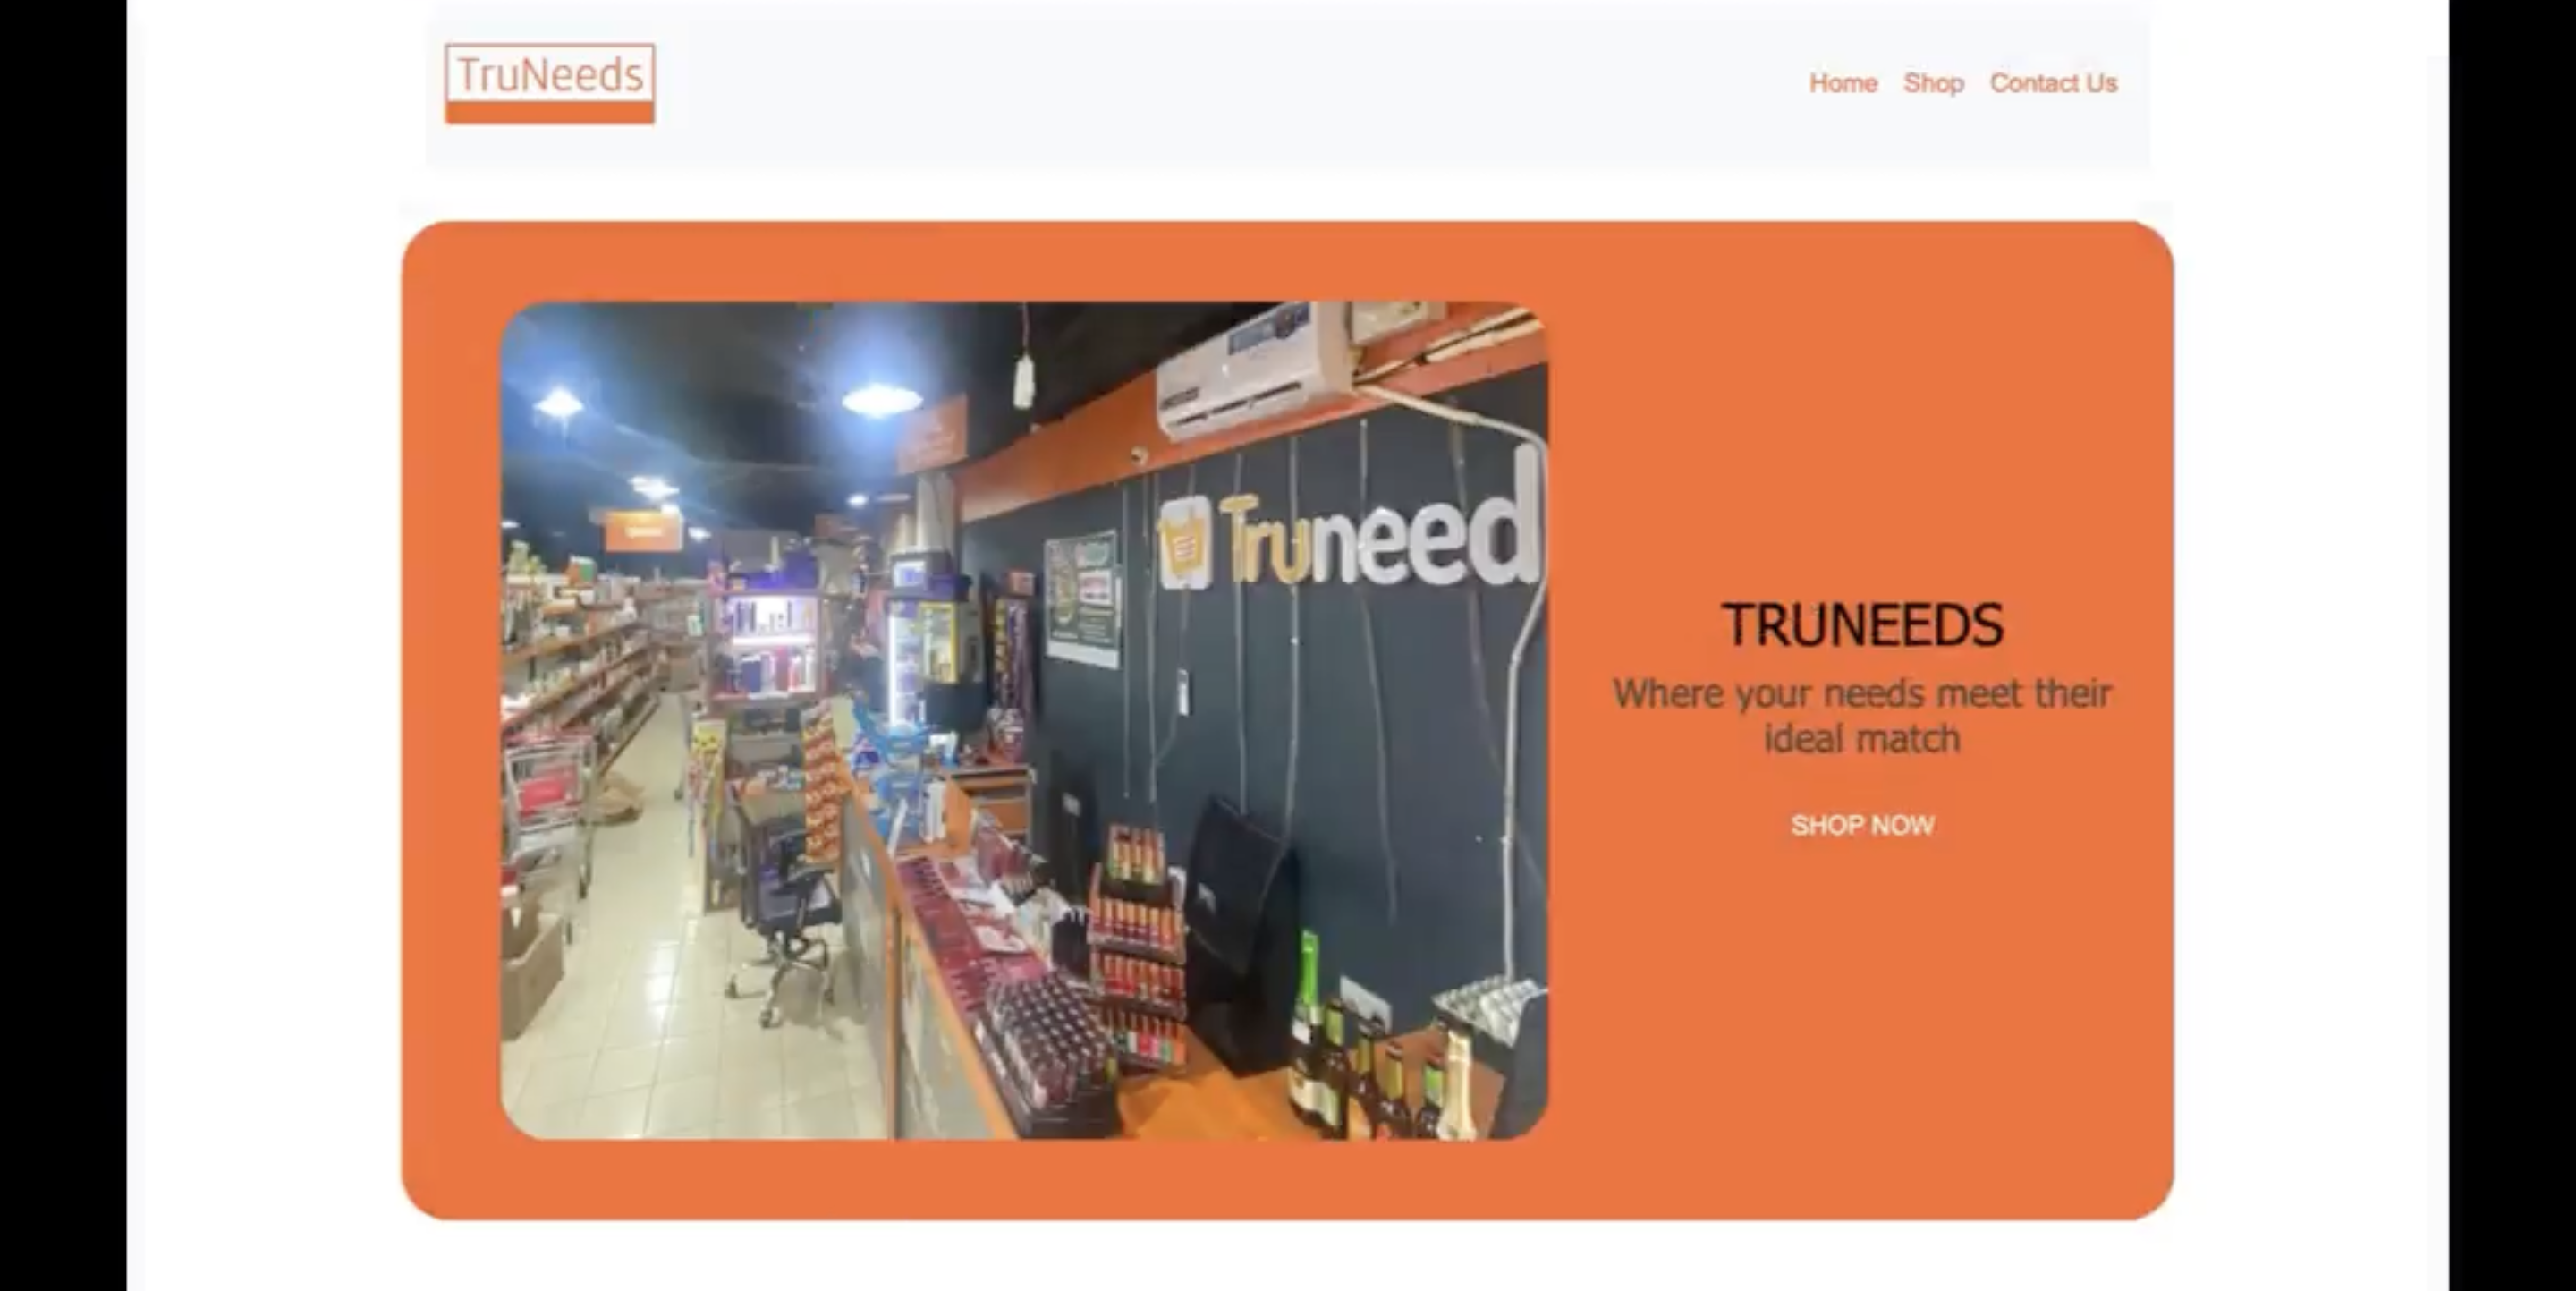 TruNeeds
Home Shop Contact Us
Truneed
TRUNEEDS
Where your needs meet their
ideal match
SHOP NOW